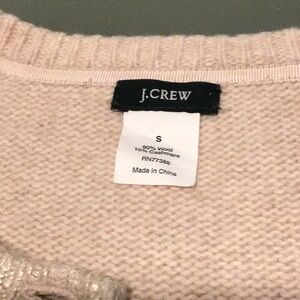 J.CREW
S
90% Wool
10% Cashmere
RN77388
Made in China